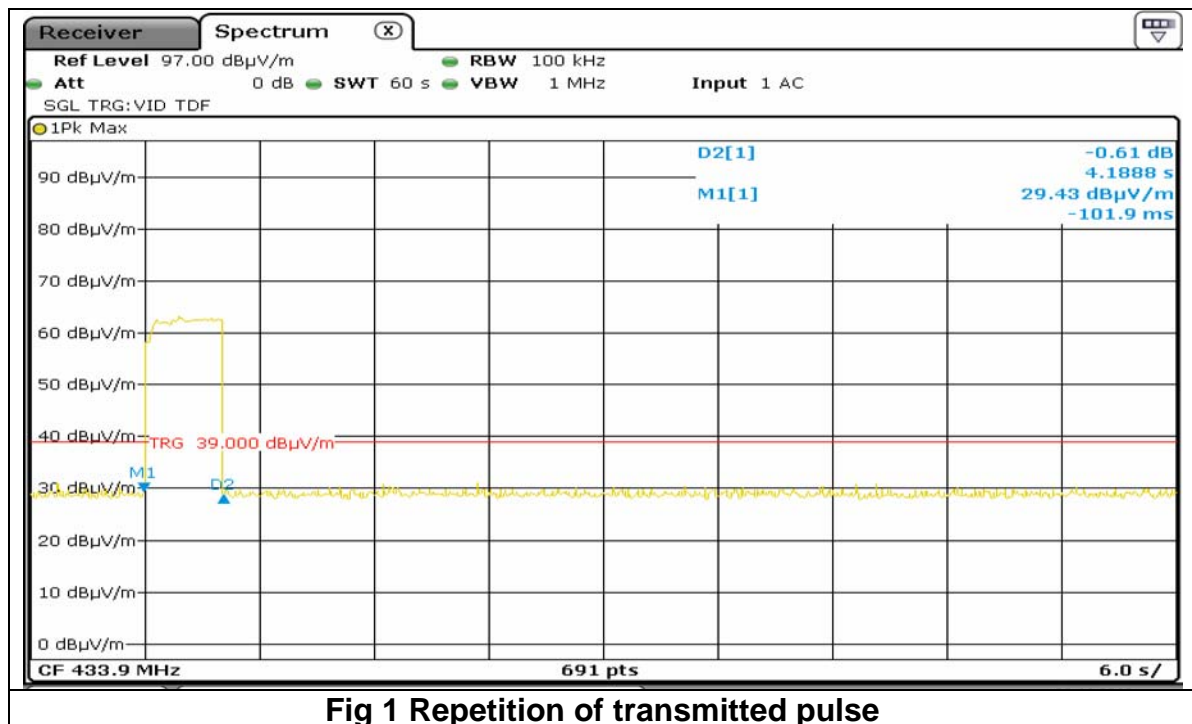 Receiver Spectrum X
Ref Level 97.00 dBµV/m RBW 100 kHz
Att 0 dB SWT 60 s VBW 1 MHz Input 1 AC
SGL TRG:VID TDF
1Pk Max
D2[1] -0.61 dB
4.1888 s
M1[1] 29.43 dBµV/m
-101.9 ms
90 dBµV/m
80 dBµV/m
70 dBµV/m
60 dBµV/m
50 dBµV/m
40 dBµV/m
TRG 39.000 dBµV/m
M1
D2
30 dBµV/m
20 dBµV/m
10 dBµV/m
0 dBµV/m
CF 433.9 MHz 691 pts 6.0 s/
Fig 1 Repetition of transmitted pulse